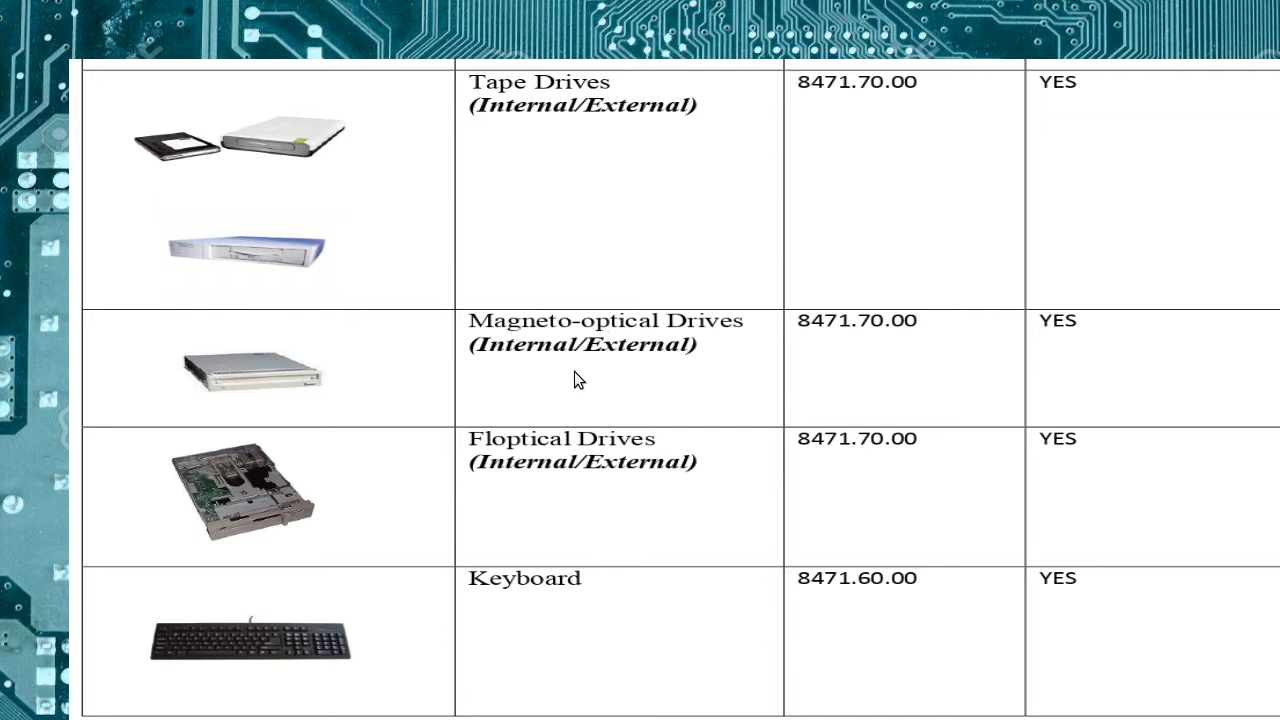 Tape Drives 8471.70.00 YES
(Internal/External)
Magneto-optical Drives 8471.70.00 YES
(Internal/External)
Floptical Drives 8471.70.00 YES
(Internal/External)
Keyboard 8471.60.00 YES